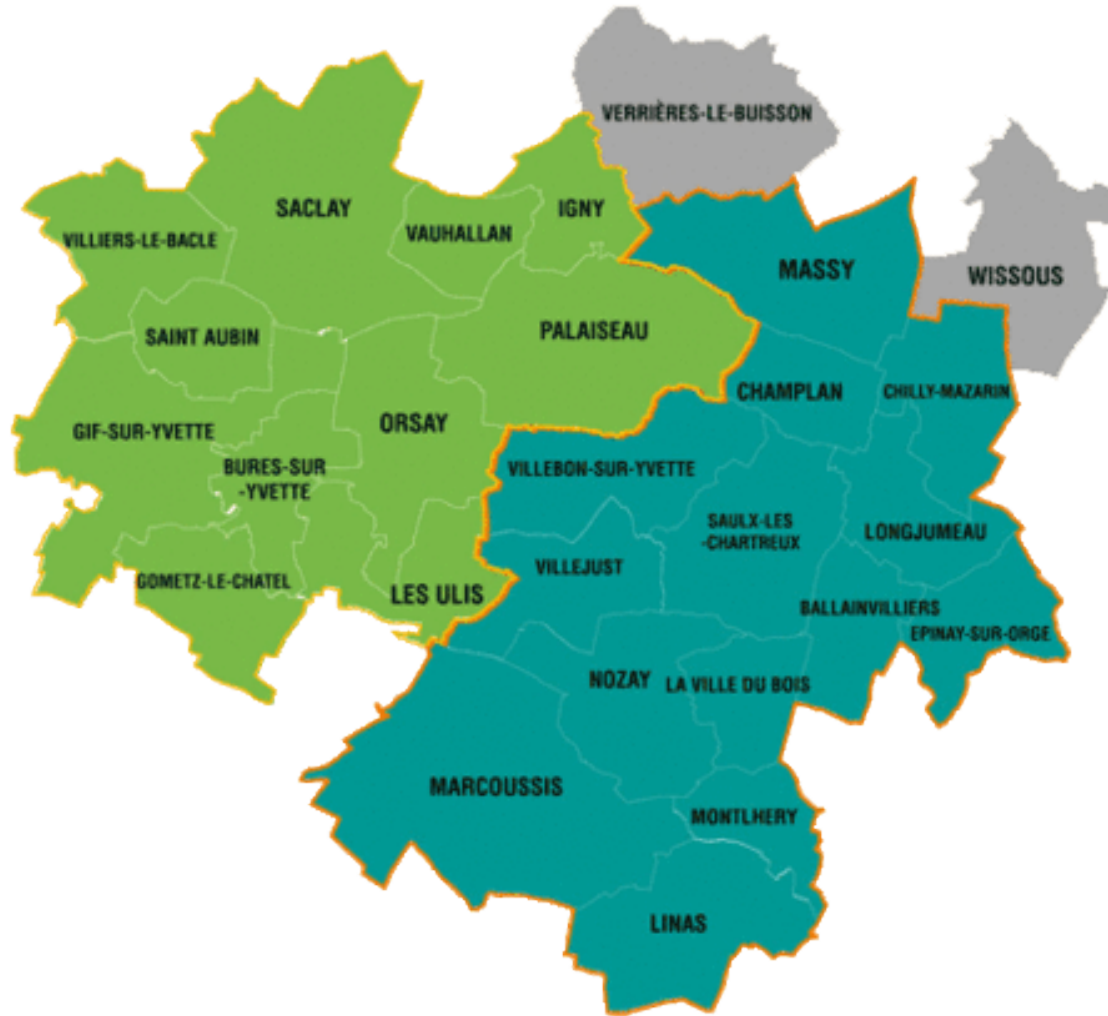 VERRIÈRES-LE-BUISSON
SACLAY
IGNY
VAUHALLAN
VILLIERS-LE-BACLE
MASSY
WISSOUS
SAINT AUBIN
PALAISEAU
CHAMPLAN
CHILLY-MAZARIN
ORSAY
GIF-SUR-YVETTE
BURES-SUR
-YVETTE
VILLEBON-SUR-YVETTE
SAULX-LES
-CHARTREUX
LONGJUMEAU
VILLEJUST
GOMETZ-LE-CHATEL
LES ULIS
BALLAINVILLIERS
EPINAY-SUR-ORGE
NOZAY
LA VILLE DU BOIS
MARCOUSSIS
MONTLHERY
LINAS